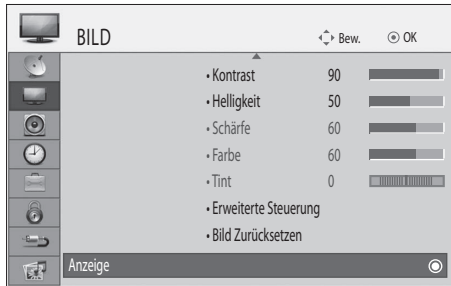 BILD Bew. OK
• Kontrast 90
• Helligkeit 50
• Schärfe 60
• Farbe 60
• Tint 0
• Erweiterte Steuerung
• Bild Zurücksetzen
Anzeige